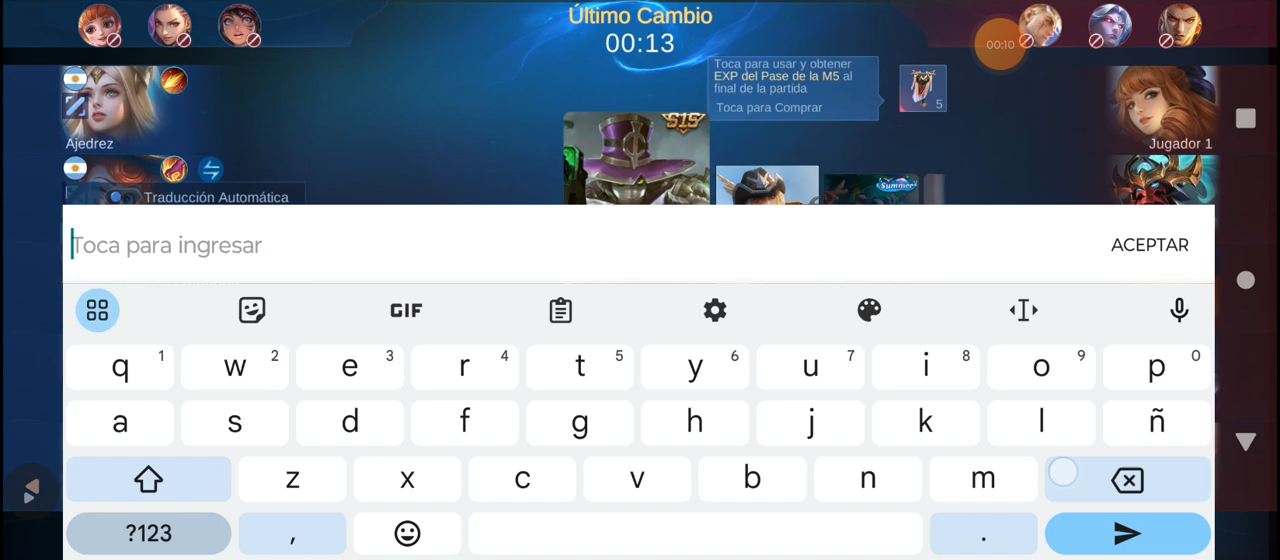 Último Cambio
00:13
00:10
Toca para usar y obtener
EXP del Pase de la M5 al
final de la partida
Toca para Comprar
5
S15
Ajedrez
Jugador 1
Summer
Traducción Automática
Toca para ingresar
ACEPTAR
GIF
q 1 w 2 e 3 r 4 t 5 y 6 u 7 i 8 o 9 p 0
a s d f g h j k l ñ
z x c v b n m
?123 , .